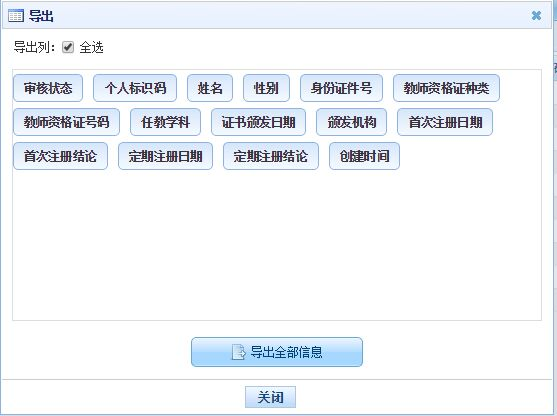 导出
导出列: 全选
审核状态 个人标识码 姓名 性别 身份证件号 教师资格证种类
教师资格证号码 任教学科 证书颁发日期 颁发机构 首次注册日期
首次注册结论 定期注册日期 定期注册结论 创建时间
导出全部信息
关闭